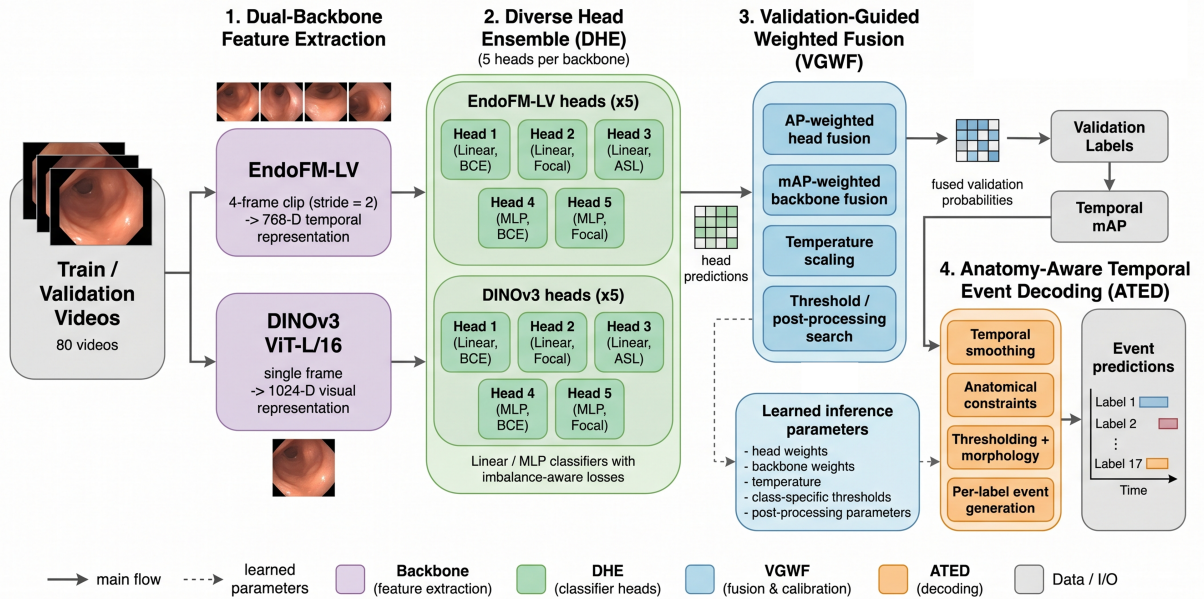 1. Dual-Backbone
Feature Extraction
2. Diverse Head
Ensemble (DHE)
(5 heads per backbone)
3. Validation-Guided
Weighted Fusion
(VGWF)
Train /
Validation
Videos
80 videos
EndoFM-LV
4-frame clip (stride = 2)
-> 768-D temporal
representation
DINOv3
ViT-L/16
single frame
-> 1024-D visual
representation
EndoFM-LV heads (x5)
Head 1
(Linear,
BCE)
Head 2
(Linear,
Focal)
Head 3
(Linear,
ASL)
Head 4
(MLP,
BCE)
Head 5
(MLP,
Focal)
DINOv3 heads (x5)
Head 1
(Linear,
BCE)
Head 2
(Linear,
Focal)
Head 3
(Linear,
ASL)
Head 4
(MLP,
BCE)
Head 5
(MLP,
Focal)
Linear / MLP classifiers with
imbalance-aware losses
head
predictions
AP-weighted
head fusion
mAP-weighted
backbone fusion
Temperature
scaling
Threshold /
post-processing
search
fused validation
probabilities
Validation
Labels
Temporal
mAP
Learned inference
parameters
- head weights
- backbone weights
- temperature
- class-specific thresholds
- post-processing parameters
4. Anatomy-Aware Temporal
Event Decoding (ATED)
Temporal
smoothing
Anatomical
constraints
Thresholding +
morphology
Per-label event
generation
Event
predictions
Label 1
Label 2
⋮
Label 17
Time
main flow
learned
parameters
Backbone
(feature extraction)
DHE
(classifier heads)
VGWF
(fusion & calibration)
ATED
(decoding)
Data / I/O